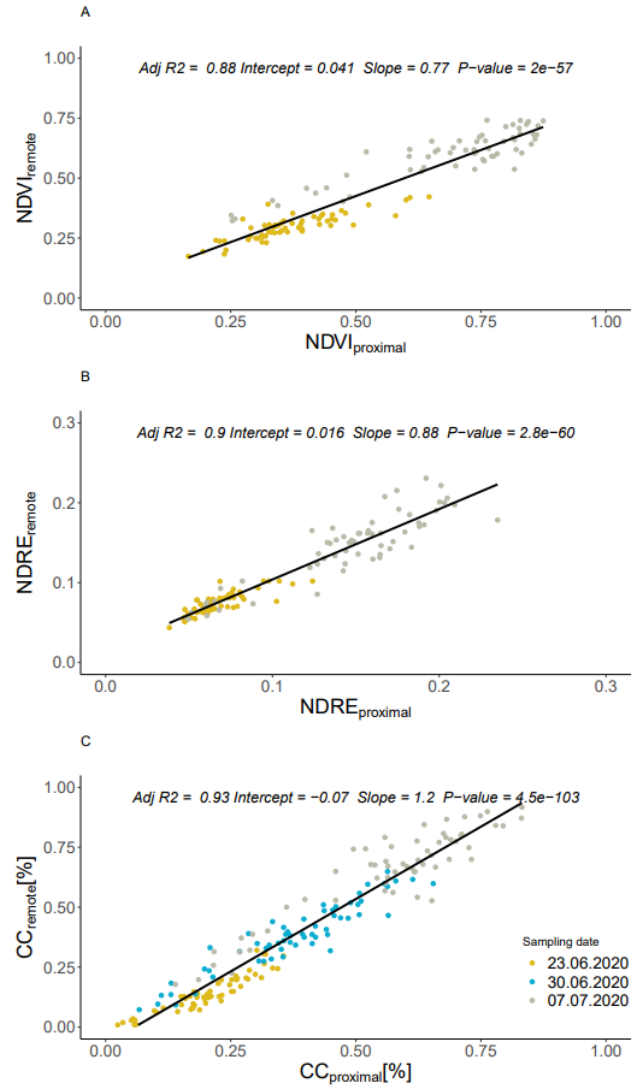 A
Adj R2 = 0.88 Intercept = 0.041 Slope = 0.77 P−value = 2e−57
1.00
0.75
0.50
0.25
0.00
NDVIremote
0.00 0.25 0.50 0.75 1.00
NDVIproximal
B
Adj R2 = 0.9 Intercept = 0.016 Slope = 0.88 P−value = 2.8e−60
0.3
0.2
0.1
0.0
NDREremote
0.0 0.1 0.2 0.3
NDREproximal
C
Adj R2 = 0.93 Intercept = −0.07 Slope = 1.2 P−value = 4.5e−103
1.00
0.75
0.50
0.25
0.00
CCremote[%]
Sampling date
23.06.2020
30.06.2020
07.07.2020
0.00 0.25 0.50 0.75 1.00
CCproximal[%]